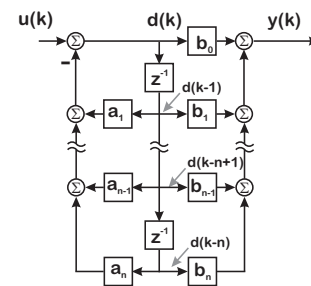 u(k) d(k) y(k)
Σ b₀ Σ
−
z⁻¹
d(k-1)
Σ a₁ b₁ Σ
d(k-n+1)
Σ aₙ₋₁ bₙ₋₁ Σ
z⁻¹
d(k-n)
aₙ bₙ